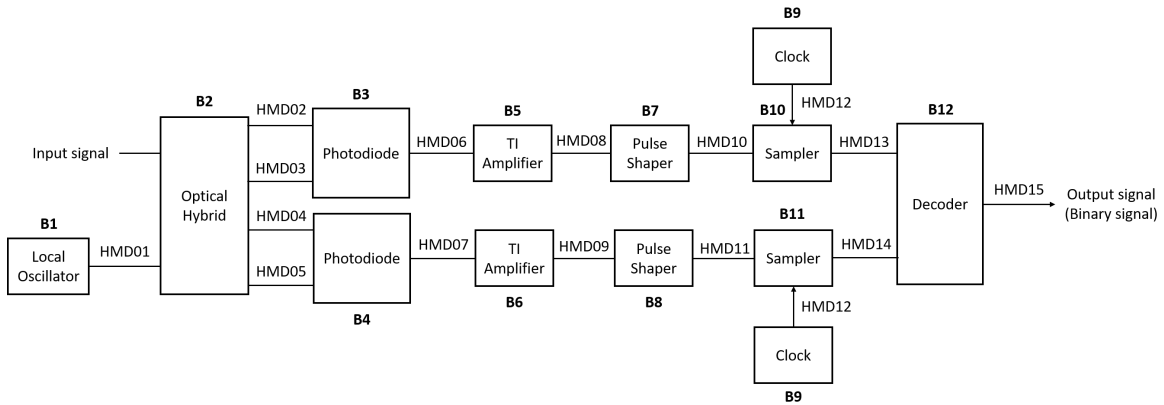 B9
Clock
HMD12
B2
HMD02
B3
B5
B7
B10
B12
Input signal
Photodiode
HMD06
TI
Amplifier
HMD08
Pulse
Shaper
HMD10
Sampler
HMD13
HMD03
Optical
Hybrid
HMD15
Output signal
(Binary signal)
Decoder
B1
Local
Oscillator
HMD01
HMD04
HMD05
Photodiode
B4
HMD07
TI
Amplifier
B6
HMD09
Pulse
Shaper
B8
HMD11
B11
Sampler
HMD14
HMD12
Clock
B9